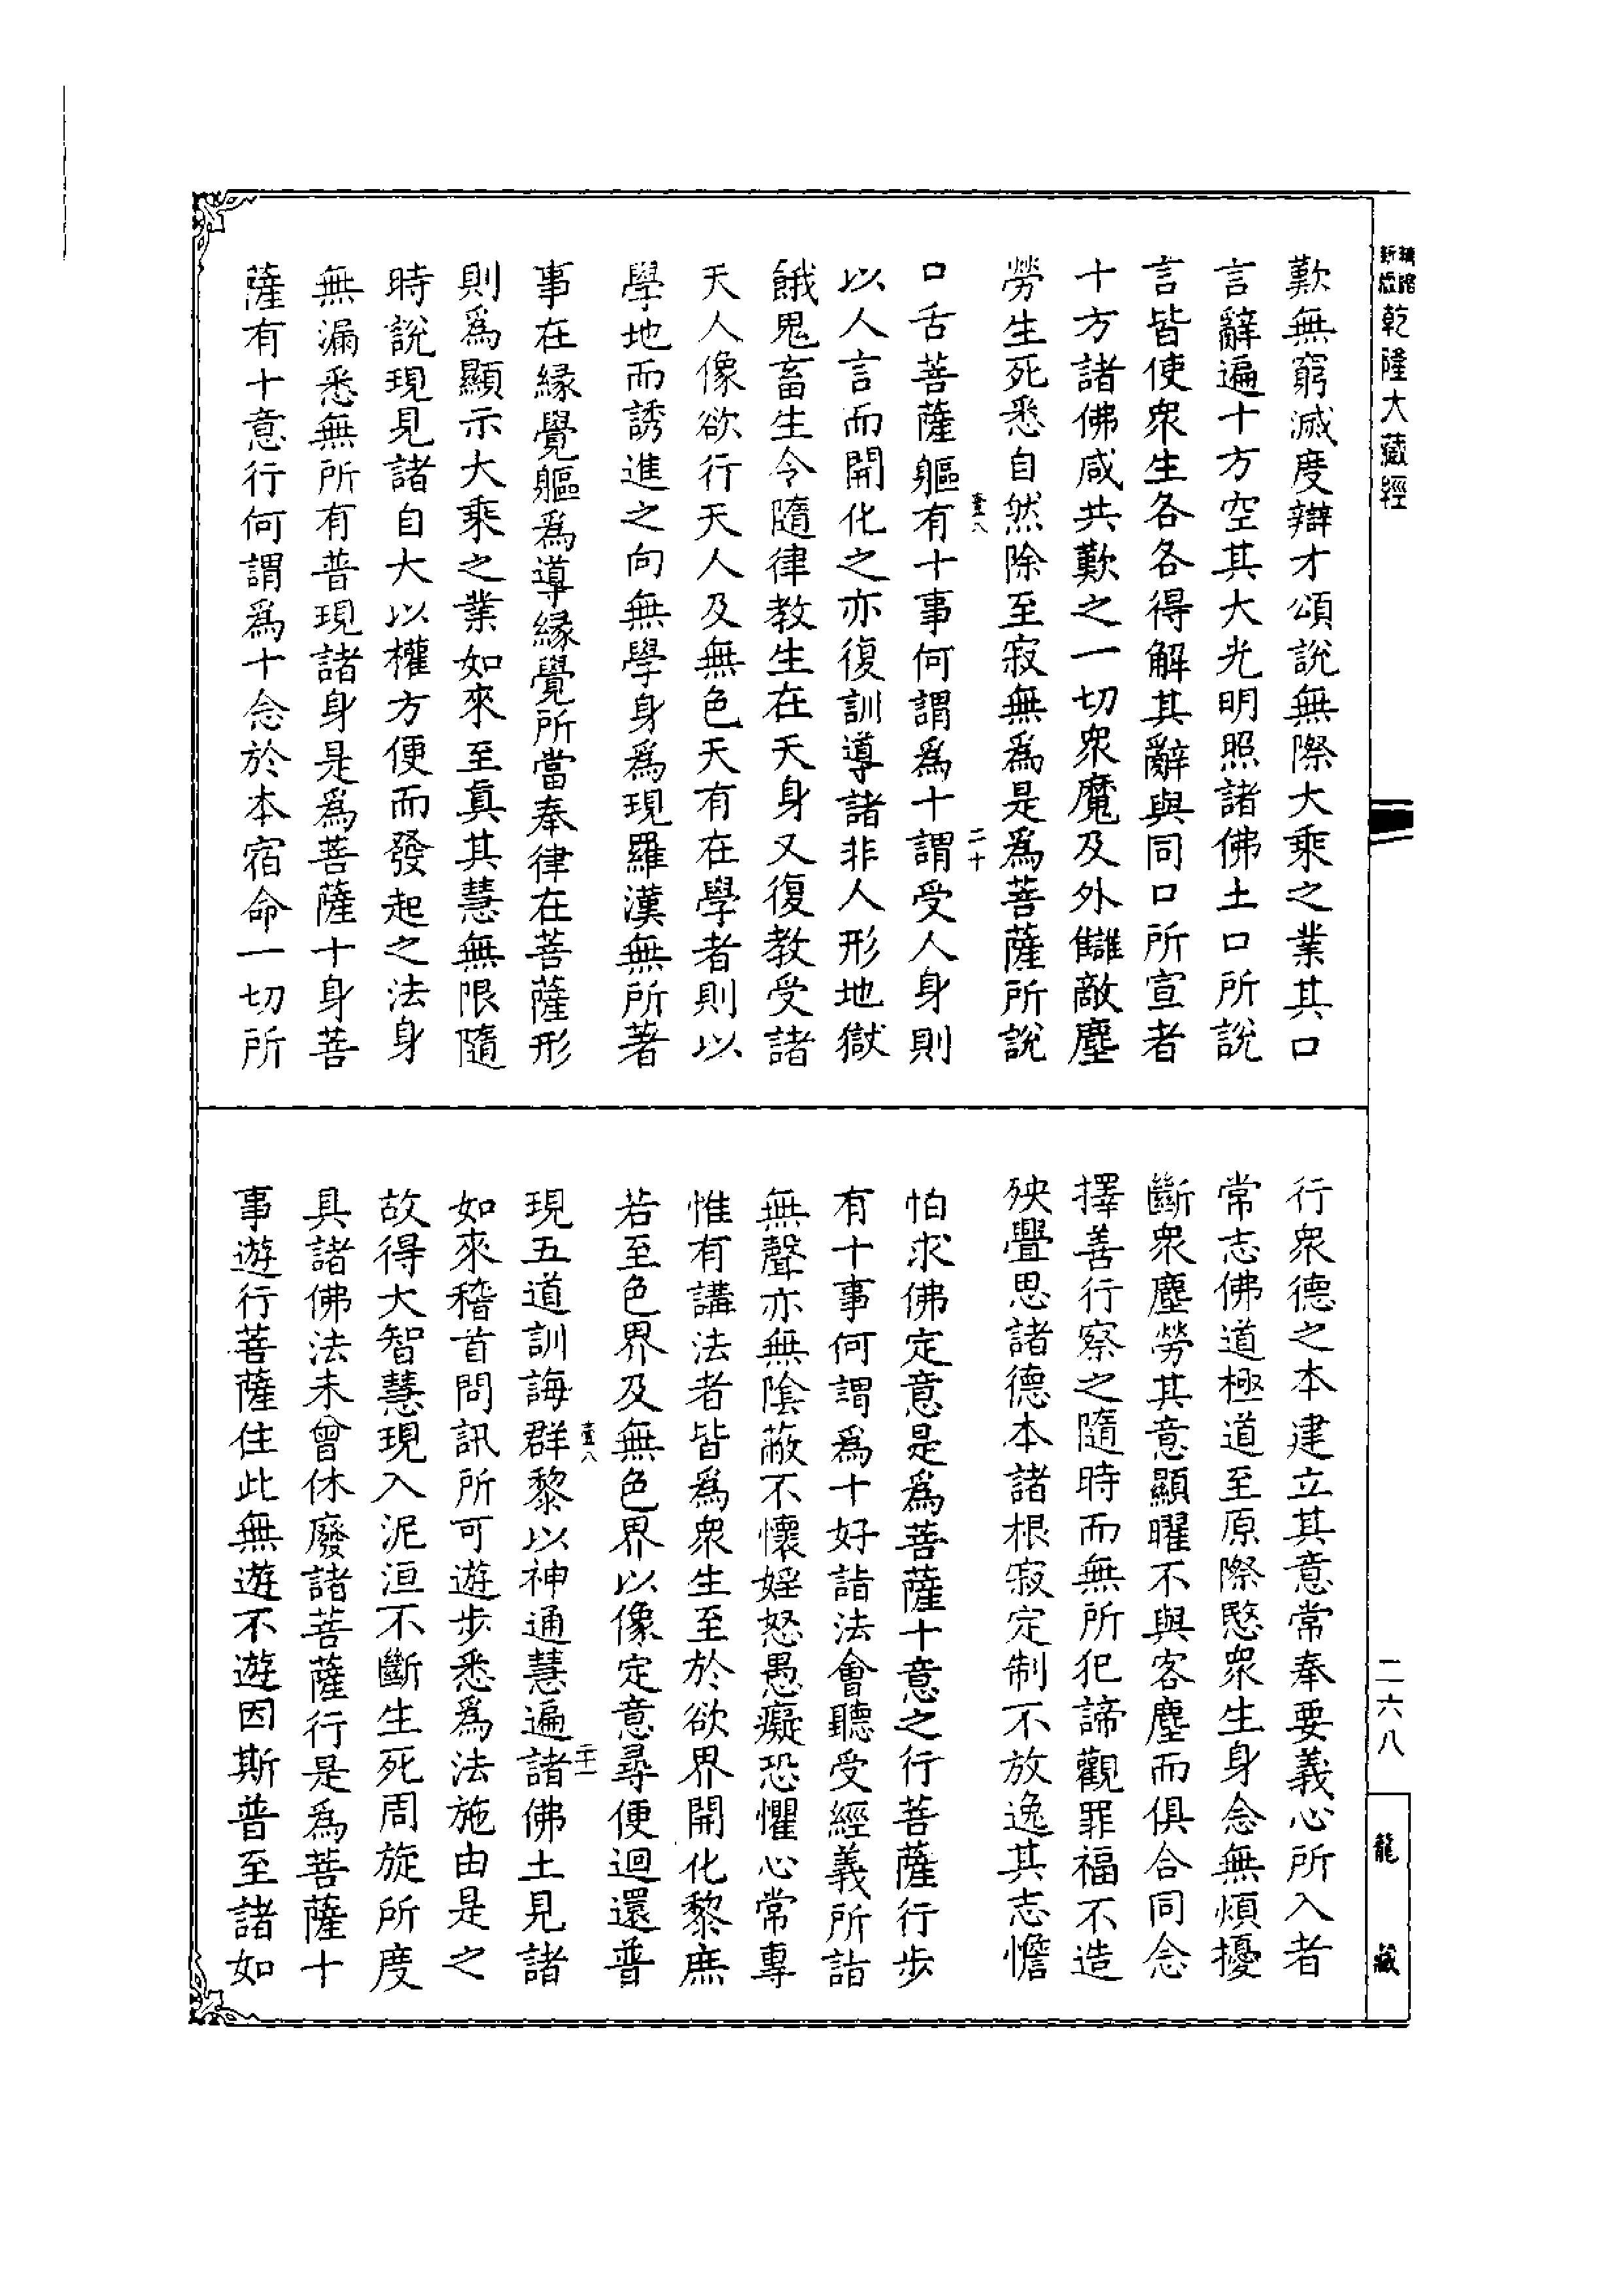 乾隆大藏經
歎無窮滅度辯才頌說無際大乘之業其口
言辭遍十方空其大光明照諸佛土口所說
言皆使衆生各各得解其辭與同口所宣者
十方諸佛咸共歎之一切衆魔及外讎敵塵
勞生死悉自然除至寂無為是為菩薩所說
壹八 二十
口舌菩薩軀有十事何謂為十謂受人身則
以人言而開化之亦復訓導諸非人形地獄
餓鬼畜生令隨律教生在天身又復教受諸
天人像欲行天人及無色天有在學者則以
學地而誘進之向無學身為現羅漢無所著
事在緣覺軀為導緣覺所當奉律在菩薩形
則為顯示大乘之業如來至真其慧無限隨
時說現見諸自大以權方便而發起之法身
無漏悉無所有普現諸身是為菩薩十身菩
薩有十意行何謂為十念於本宿命一切所
行衆德之本建立其意常奉要義心所入者
常志佛道極道至原際愍衆生身念無煩擾
斷衆塵勞其意顯曜不與客塵而俱合同念
擇善行察之隨時而無所犯諦觀罪福不造
殃舋思諸德本諸根寂定制不放逸其志憺
怕求佛定意是為菩薩十意之行菩薩行步
有十事何謂為十好詣法會聽受經義所詣
無聲亦無陰蔽不懷婬怒愚癡恐懼心常專
惟有講法者皆為衆生至於欲界開化黎庶
若至色界及無色界以像定意尋便迴還普
壹八 二十一
現五道訓誨群黎以神通慧遍諸佛土見諸
如來稽首問訊所可遊步悉為法施由是之
故得大智慧現入泥洹不斷生死周旋所度
具諸佛法未曾休廢諸菩薩行是為菩薩十
事遊行菩薩住此無遊不遊因斯普至諸如
二六八
龍藏